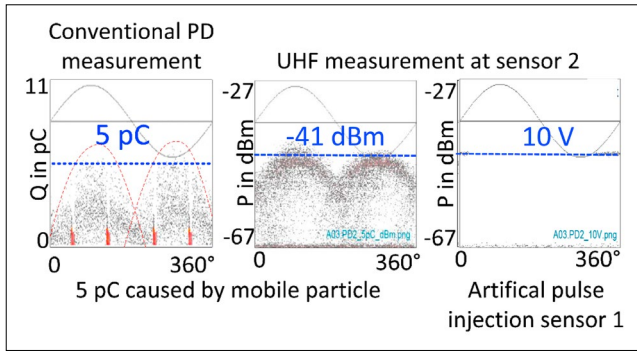 Conventional PD
measurement
UHF measurement at sensor 2
11
Q in pC
0
5 pC
0
360°
-27
P in dBm
-67
-41 dBm
A03.PD2_5pC_dBm.png
0
360°
-27
P in dBm
-67
10 V
A03.PD2_10V.png
0
360°
5 pC caused by mobile particle
Artifical pulse
injection sensor 1